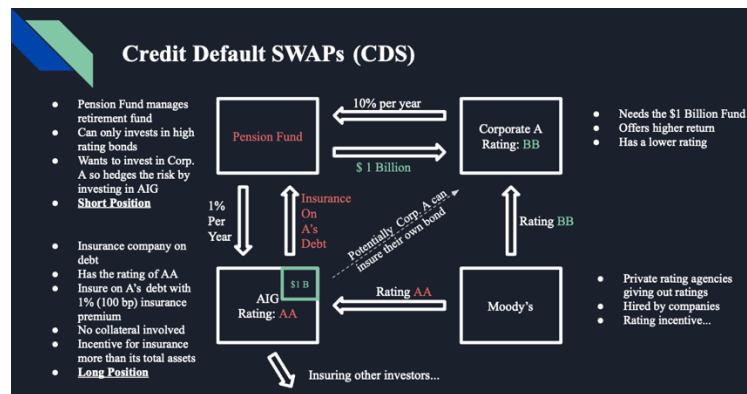 Credit Default SWAPs (CDS)
Pension Fund manages
retirement fund
Can only invests in high
rating bonds
Wants to invest in Corp.
A so hedges the risk by
investing in AIG
Short Position
Insurance company on
debt
Has the rating of AA
Insure on A's debt with
1% (100 bp) insurance
premium
No collateral involved
Incentive for insurance
more than its total assets
Long Position
Pension Fund
10% per year
$ 1 Billion
Corporate A
Rating: BB
1%
Per
Year
Insurance
On
A's
Debt
Potentially Corp. A can
insure their own bond
Rating BB
$1 B
AIG
Rating: AA
Rating AA
Moody's
Insuring other investors...
Needs the $1 Billion Fund
Offers higher return
Has a lower rating
Private rating agencies
giving out ratings
Hired by companies
Rating incentive...